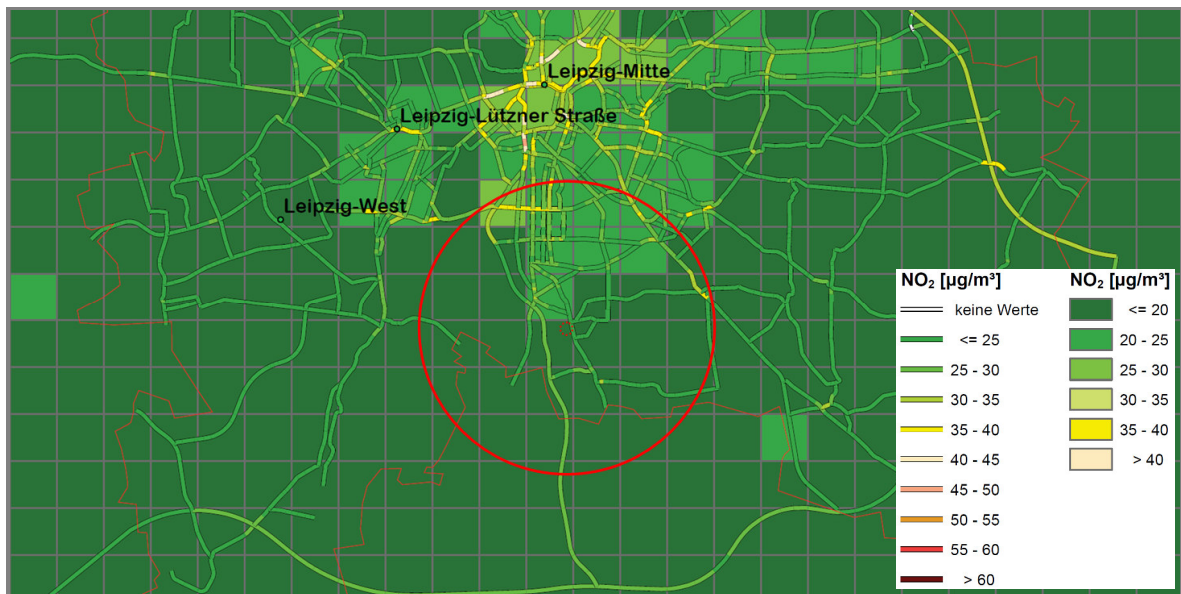 Leipzig-Mitte
Leipzig-Lützner Straße
Leipzig-West
NO₂ [µg/m³]
keine Werte
<= 25
25 - 30
30 - 35
35 - 40
40 - 45
45 - 50
50 - 55
55 - 60
> 60
NO₂ [µg/m³]
<= 20
20 - 25
25 - 30
30 - 35
35 - 40
> 40